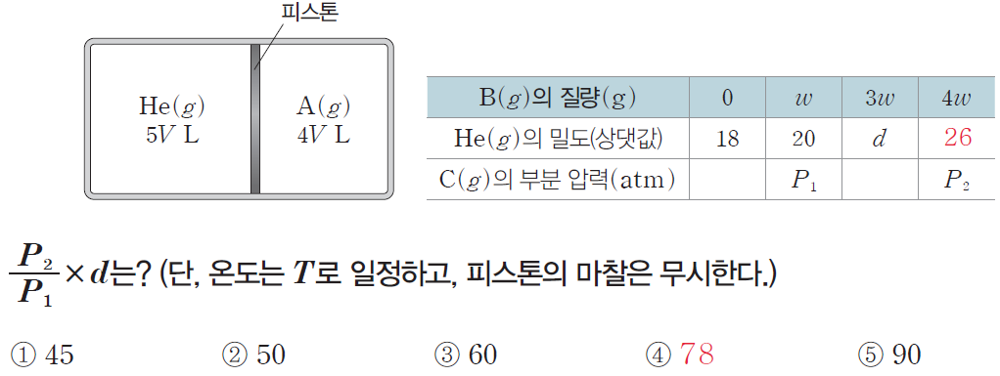 피스톤
He(g) A(g)
5V L 4V L
B(g)의 질량(g) 0 w 3w 4w
He(g)의 밀도(상댓값) 18 20 d 26
C(g)의 부분 압력(atm) P₁ P₂
P₂/P₁ × d는? (단, 온도는 T로 일정하고, 피스톤의 마찰은 무시한다.)
① 45 ② 50 ③ 60 ④ 78 ⑤ 90